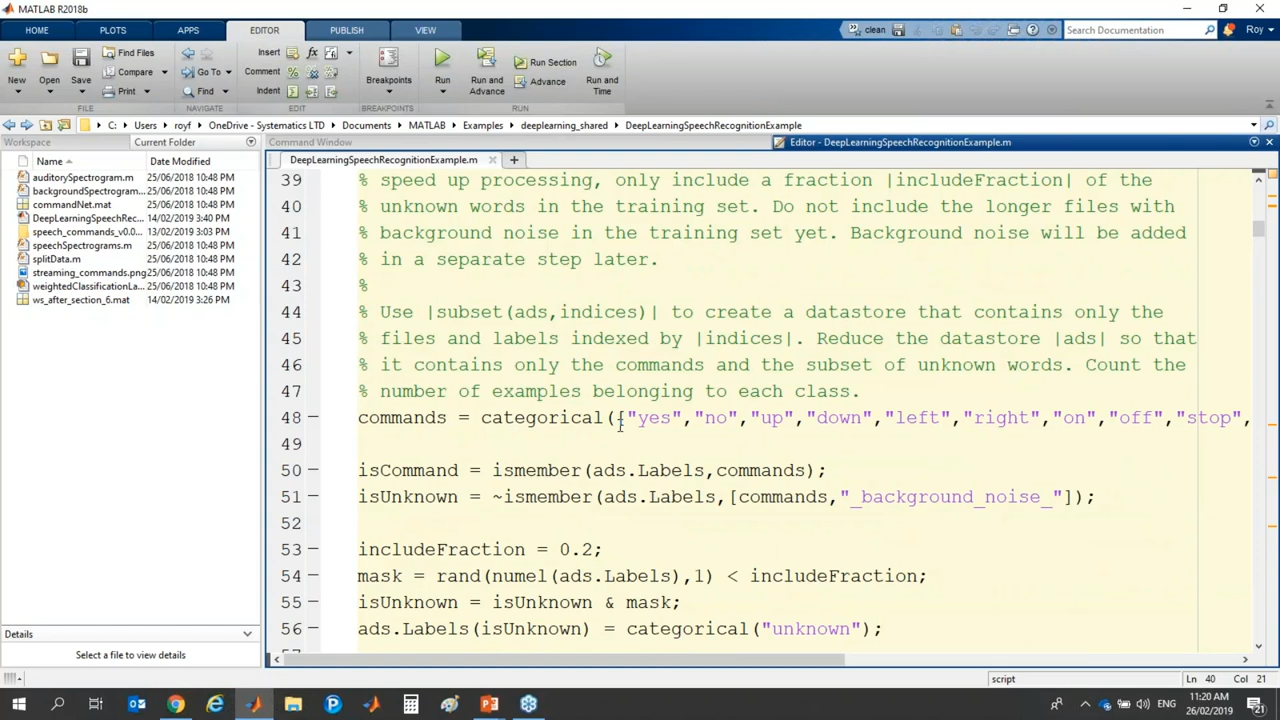 MATLAB R2018b
HOME PLOTS APPS EDITOR PUBLISH VIEW
clean
Search Documentation
Roy
New Open Save
Find Files
Compare
Print
FILE
Go To
Find
NAVIGATE
Insert
Comment
Indent
EDIT
Breakpoints
BREAKPOINTS
Run
Run and Advance
Run Section
Advance
Run and Time
RUN
C: Users royf OneDrive - Systematics LTD Documents MATLAB Examples deeplearning_shared DeepLearningSpeechRecognitionExample
Workspace Current Folder
Command Window
Editor - DeepLearningSpeechRecognitionExample.m
Name Date Modified
auditorySpectrogram.m 25/06/2018 10:48 PM
backgroundSpectrogram... 25/06/2018 10:48 PM
commandNet.mat 25/06/2018 10:48 PM
DeepLearningSpeechRec... 14/02/2019 3:40 PM
speech_commands_v0.0... 13/02/2019 3:03 PM
speechSpectrograms.m 25/06/2018 10:48 PM
splitData.m 25/06/2018 10:48 PM
streaming_commands.png 25/06/2018 10:48 PM
weightedClassificationLa... 25/06/2018 10:48 PM
ws_after_section_6.mat 14/02/2019 3:26 PM
Details
Select a file to view details
DeepLearningSpeechRecognitionExample.m
39 % speed up processing, only include a fraction |includeFraction| of the
40 % unknown words in the training set. Do not include the longer files with
41 % background noise in the training set yet. Background noise will be added
42 % in a separate step later.
43 %
44 % Use |subset(ads,indices)| to create a datastore that contains only the
45 % files and labels indexed by |indices|. Reduce the datastore |ads| so that
46 % it contains only the commands and the subset of unknown words. Count the
47 % number of examples belonging to each class.
48 commands = categorical(["yes","no","up","down","left","right","on","off","stop",
49
50 isCommand = ismember(ads.Labels,commands);
51 isUnknown = ~ismember(ads.Labels,[commands,"_background_noise_"]);
52
53 includeFraction = 0.2;
54 mask = rand(numel(ads.Labels),1) < includeFraction;
55 isUnknown = isUnknown & mask;
56 ads.Labels(isUnknown) = categorical("unknown");
script
Ln 40 Col 21
ENG
11:20 AM
26/02/2019
21